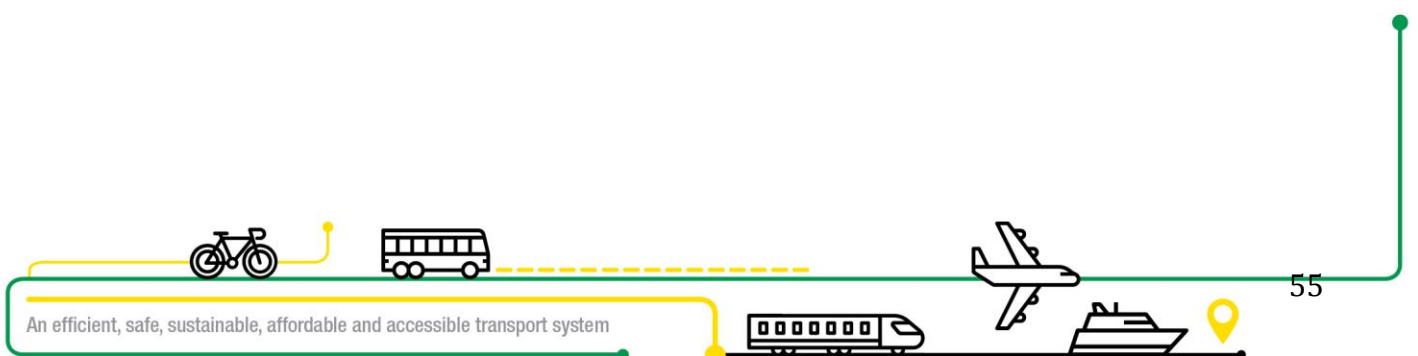 55
An efficient, safe, sustainable, affordable and accessible transport system